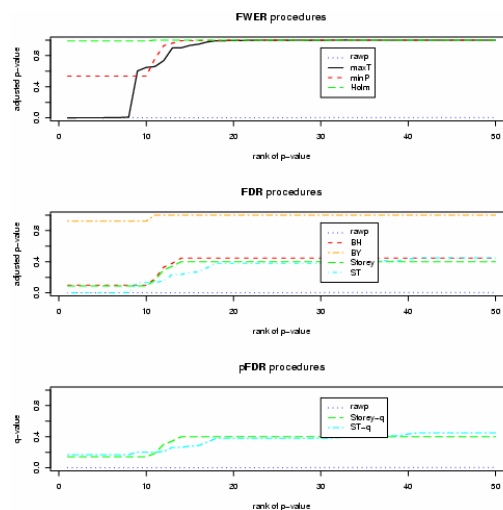 FWER procedures
adjusted p-value
0.0 0.4 0.8
rawp
maxT
minP
Holm
0 10 20 30 40 50
rank of p-value
FDR procedures
adjusted p-value
0.0 0.4 0.8
rawp
BH
BY
Storey
ST
0 10 20 30 40 50
rank of p-value
pFDR procedures
q-value
0.0 0.4 0.8
rawp
Storey-q
ST-q
0 10 20 30 40 50
rank of p-value